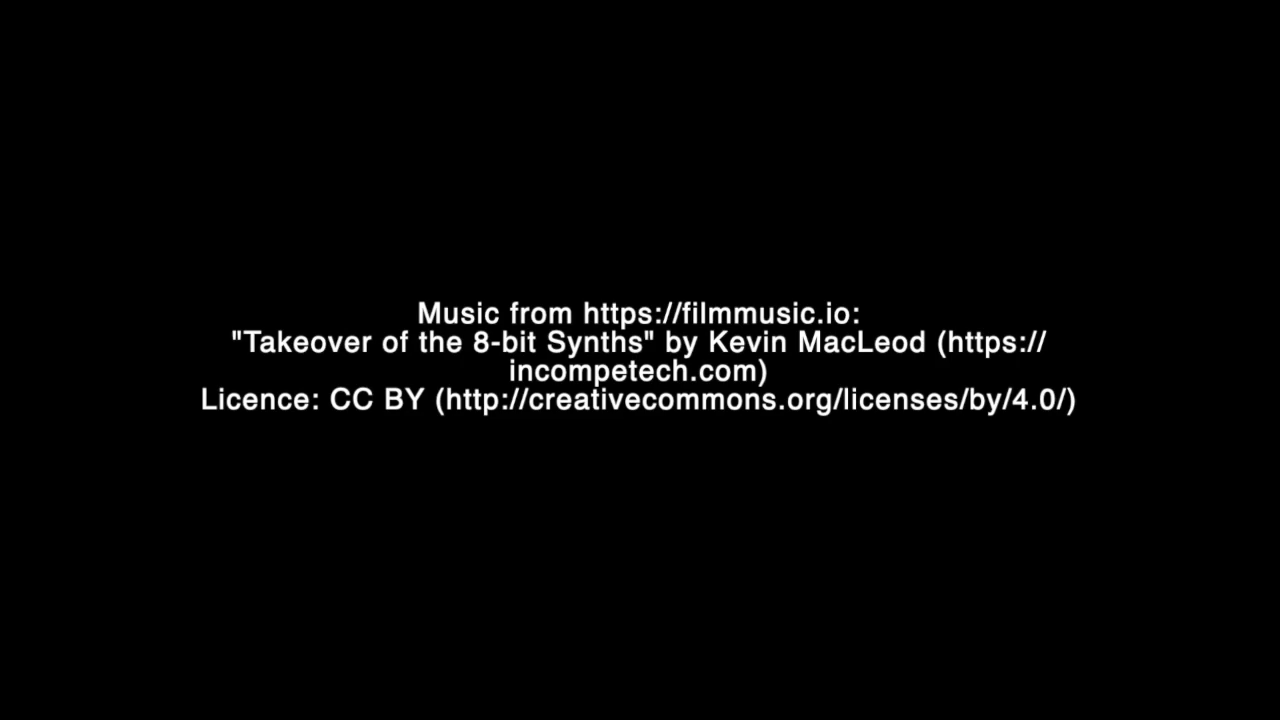 Music from https://filmmusic.io:
"Takeover of the 8-bit Synths" by Kevin MacLeod (https://
incompetech.com)
Licence: CC BY (http://creativecommons.org/licenses/by/4.0/)